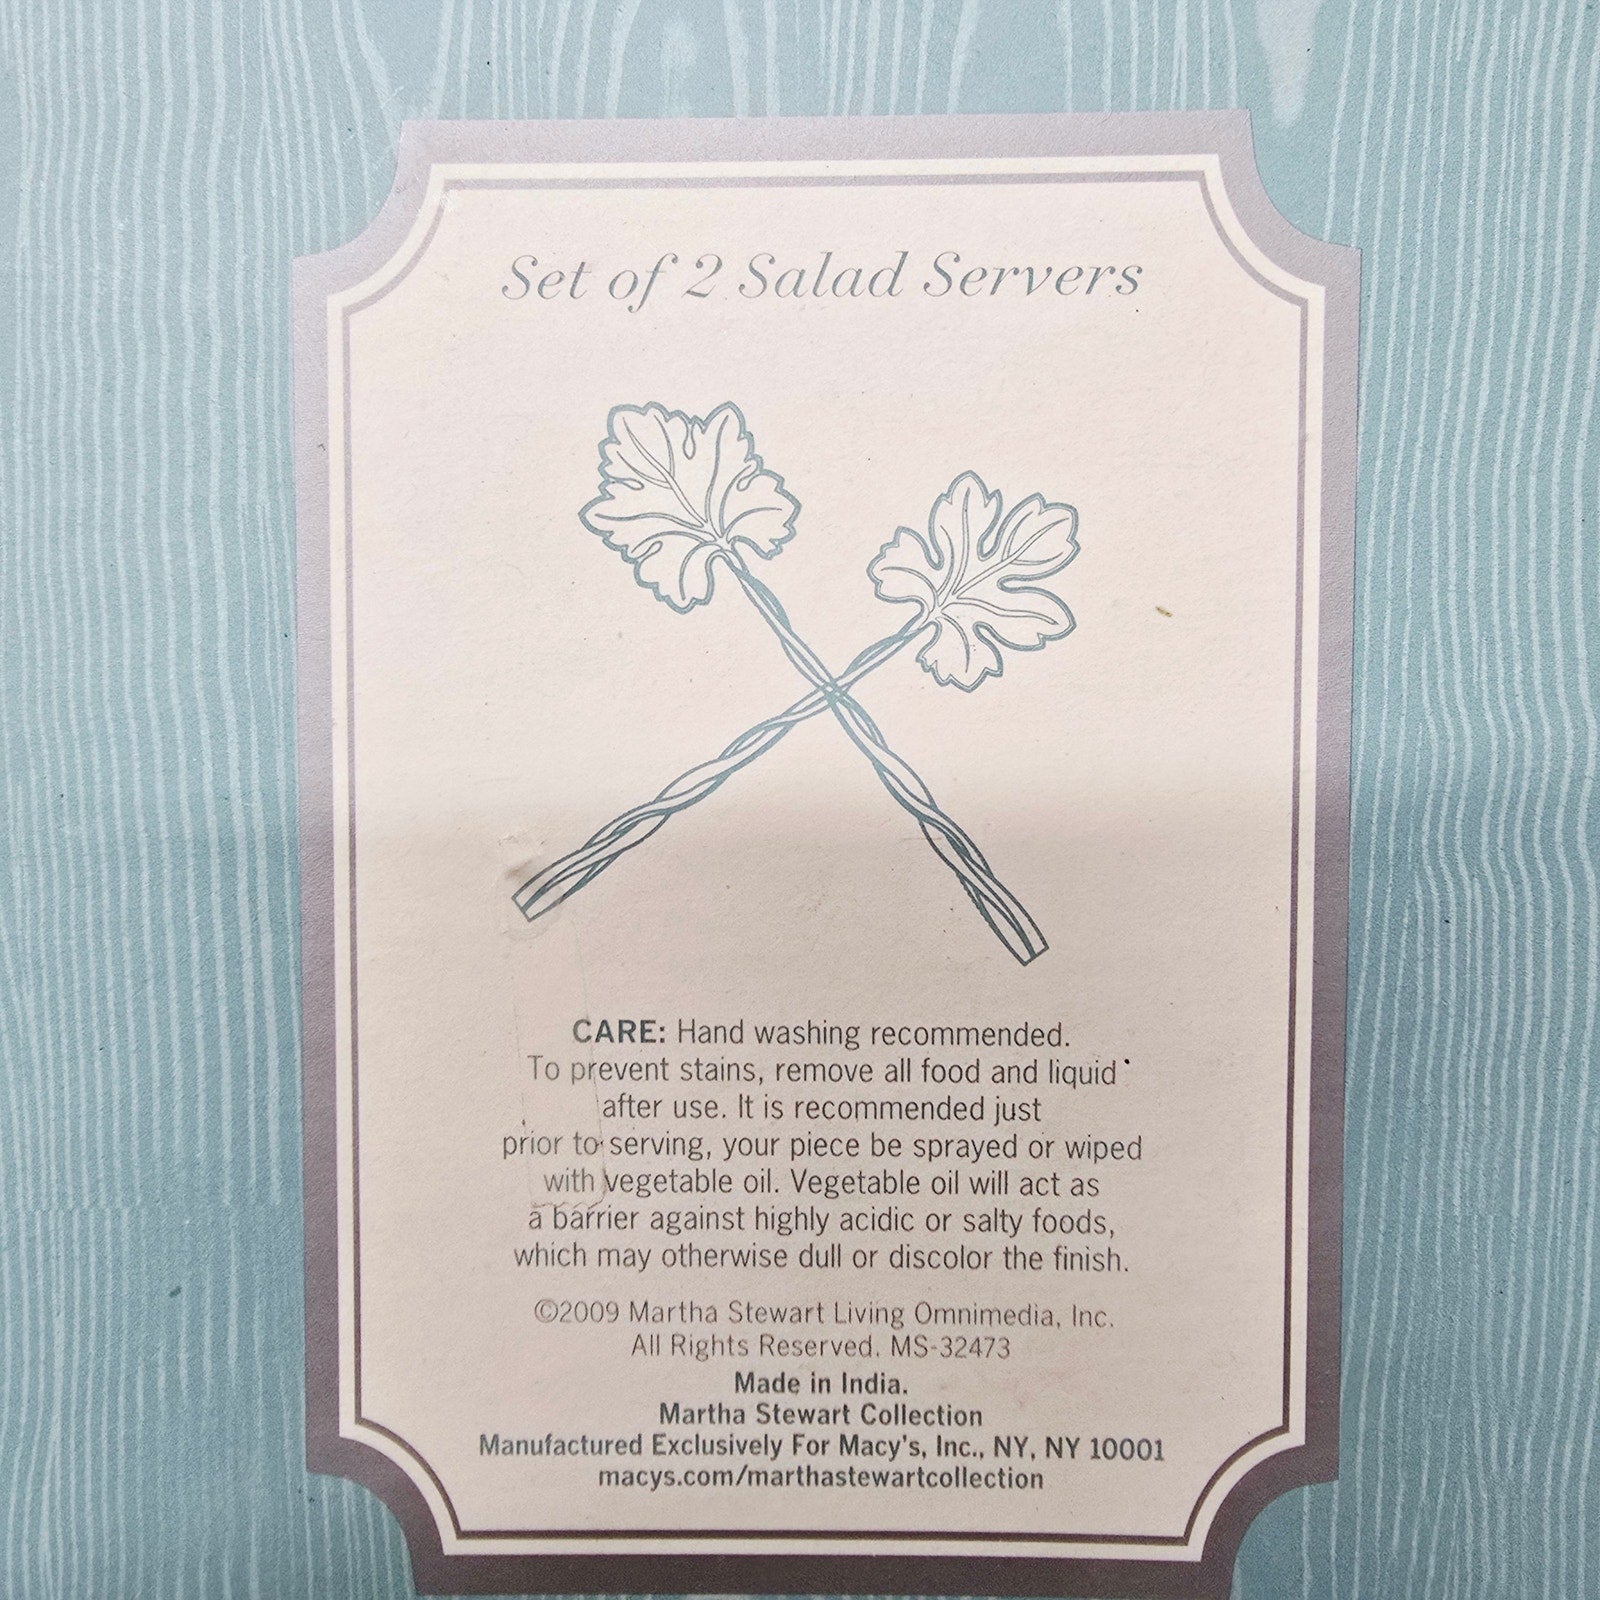 Set of 2 Salad Servers
CARE: Hand washing recommended.
To prevent stains, remove all food and liquid
after use. It is recommended just
prior to serving, your piece be sprayed or wiped
with vegetable oil. Vegetable oil will act as
a barrier against highly acidic or salty foods,
which may otherwise dull or discolor the finish.
©2009 Martha Stewart Living Omnimedia, Inc.
All Rights Reserved. MS-32473
Made in India.
Martha Stewart Collection
Manufactured Exclusively For Macy's, Inc., NY, NY 10001
macys.com/marthastewartcollection